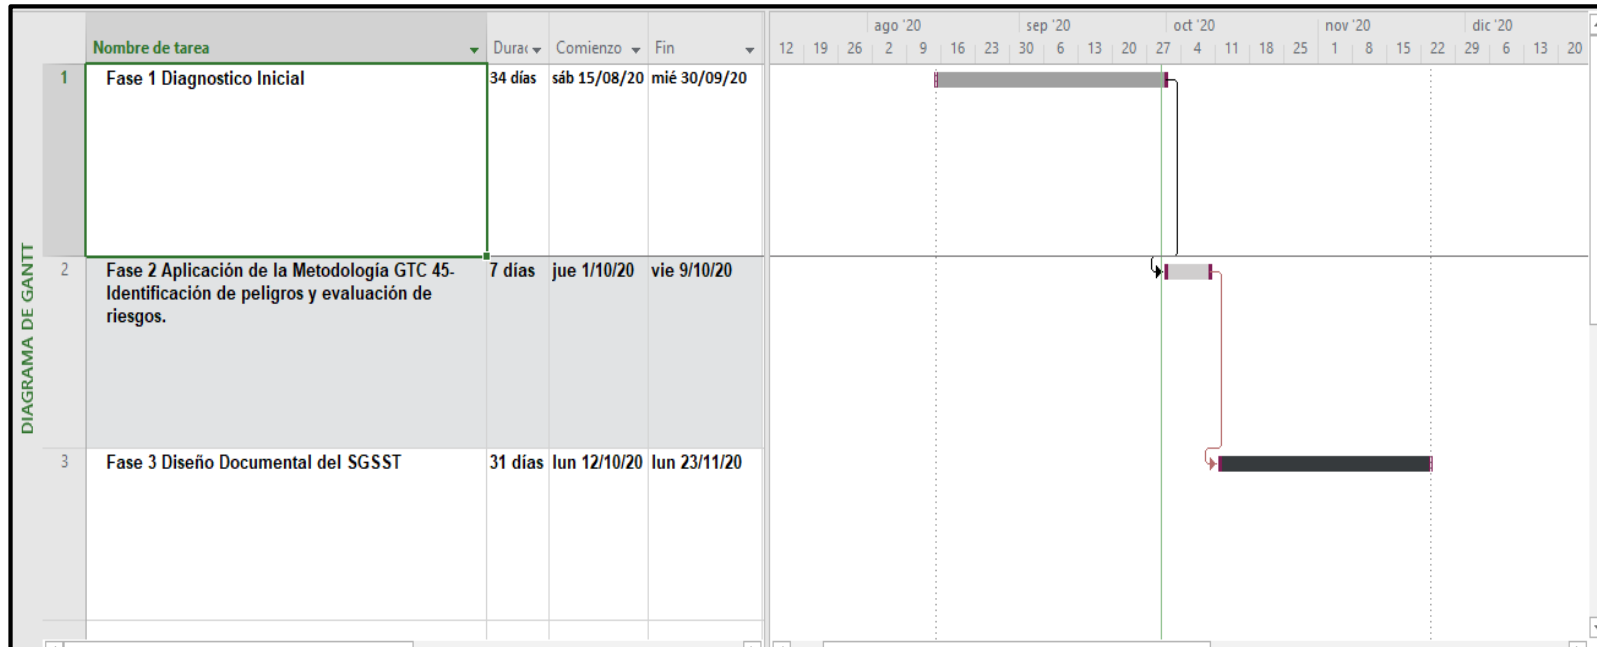 ago '20 sep '20 oct '20 nov '20 dic '20
Nombre de tarea Durac Comienzo Fin 12 19 26 2 9 16 23 30 6 13 20 27 4 11 18 25 1 8 15 22 29 6 13 20
1 Fase 1 Diagnostico Inicial 34 días sáb 15/08/20 mié 30/09/20
2 Fase 2 Aplicación de la Metodología GTC 45- 7 días jue 1/10/20 vie 9/10/20
Identificación de peligros y evaluación de
riesgos.
3 Fase 3 Diseño Documental del SGSST 31 días lun 12/10/20 lun 23/11/20
DIAGRAMA DE GANTT